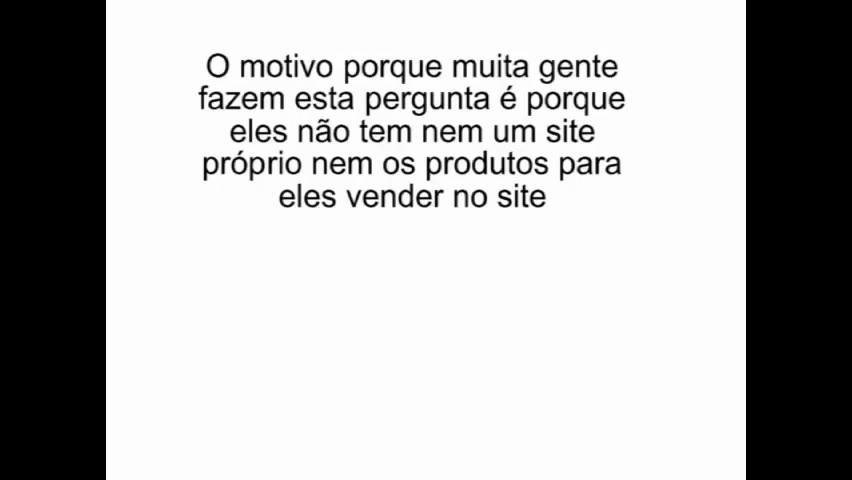 O motivo porque muita gente
fazem esta pergunta é porque
eles não tem nem um site
próprio nem os produtos para
eles vender no site